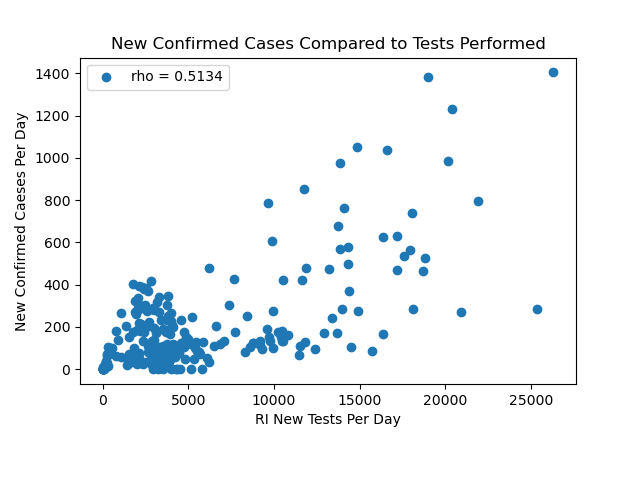 New Confirmed Cases Compared to Tests Performed
rho = 0.5134
New Confirmed Caeses Per Day
1400
1200
1000
800
600
400
200
0
0 5000 10000 15000 20000 25000
RI New Tests Per Day